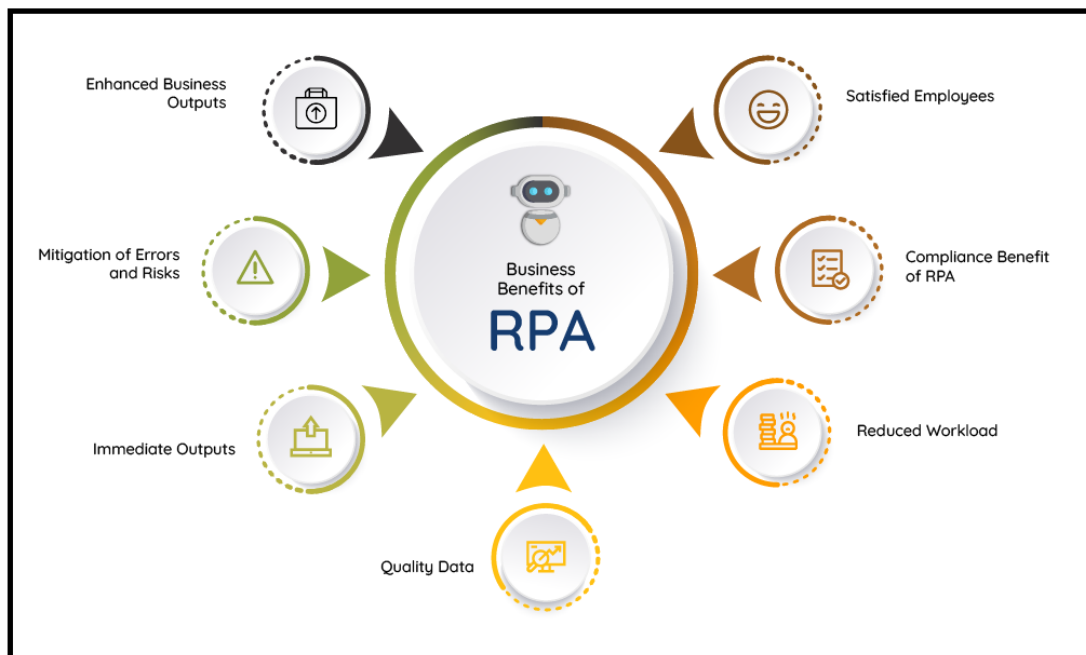 Enhanced Business
Outputs
Satisfied Employees
Mitigation of Errors
and Risks
Business
Benefits of
RPA
Compliance Benefit
of RPA
Immediate Outputs
Reduced Workload
Quality Data